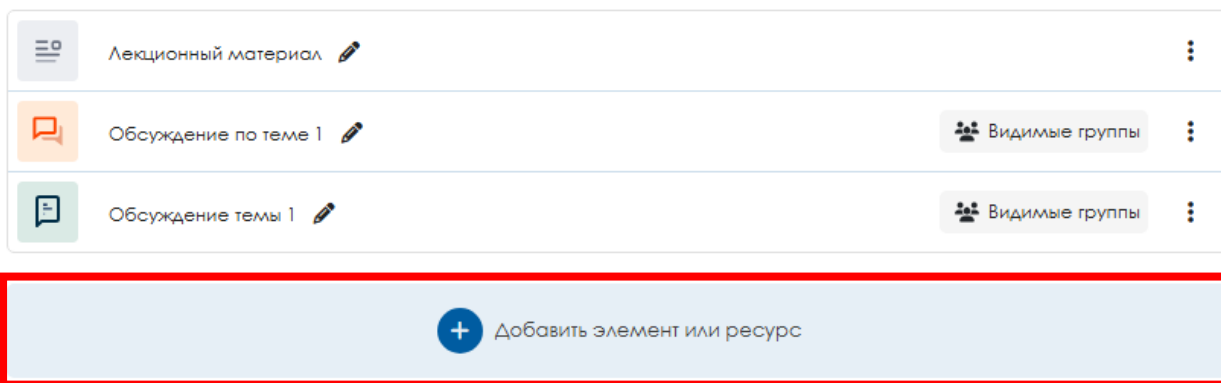 Лекционный материал
Обсуждение по теме 1
Видимые группы
Обсуждение темы 1
Видимые группы
Добавить элемент или ресурс